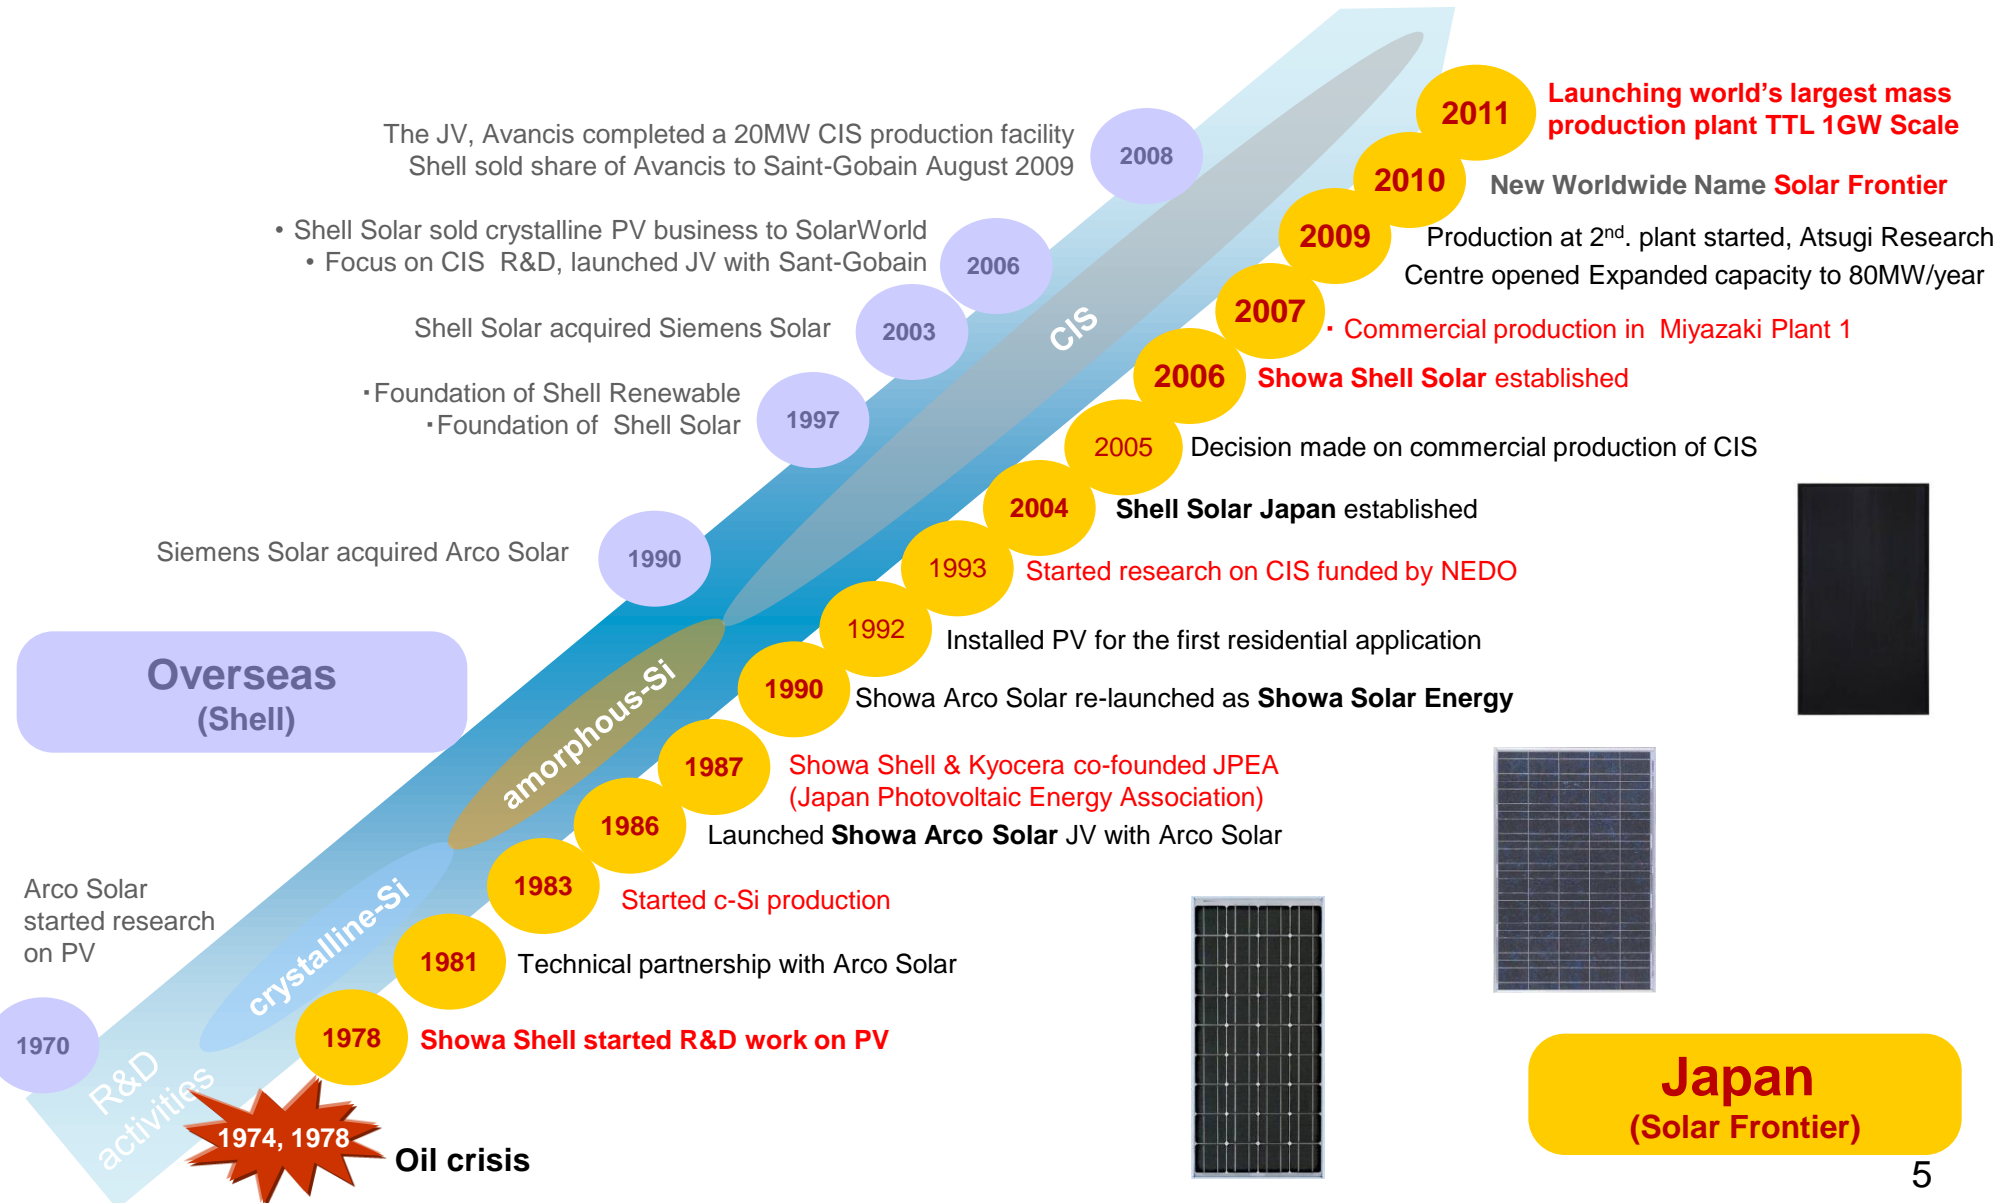 2011
Launching world's largest mass
production plant TTL 1GW Scale
The JV, Avancis completed a 20MW CIS production facility
Shell sold share of Avancis to Saint-Gobain August 2009
2008
2010
New Worldwide Name Solar Frontier
• Shell Solar sold crystalline PV business to SolarWorld
• Focus on CIS R&D, launched JV with Sant-Gobain
2006
2009
Production at 2nd. plant started, Atsugi Research
Centre opened Expanded capacity to 80MW/year
Shell Solar acquired Siemens Solar
2003
CIS
2007
・Commercial production in Miyazaki Plant 1
2006
Showa Shell Solar established
・Foundation of Shell Renewable
・Foundation of Shell Solar
1997
2005
Decision made on commercial production of CIS
2004
Shell Solar Japan established
Siemens Solar acquired Arco Solar
1990
1993
Started research on CIS funded by NEDO
1992
Installed PV for the first residential application
Overseas
(Shell)
amorphous-Si
1990
Showa Arco Solar re-launched as Showa Solar Energy
1987
Showa Shell & Kyocera co-founded JPEA
(Japan Photovoltaic Energy Association)
1986
Launched Showa Arco Solar JV with Arco Solar
1983
Started c-Si production
Arco Solar
started research
on PV
crystalline-Si
1981
Technical partnership with Arco Solar
1970
1978
Showa Shell started R&D work on PV
R&D
activities
1974, 1978
Oil crisis
Japan
(Solar Frontier)
5